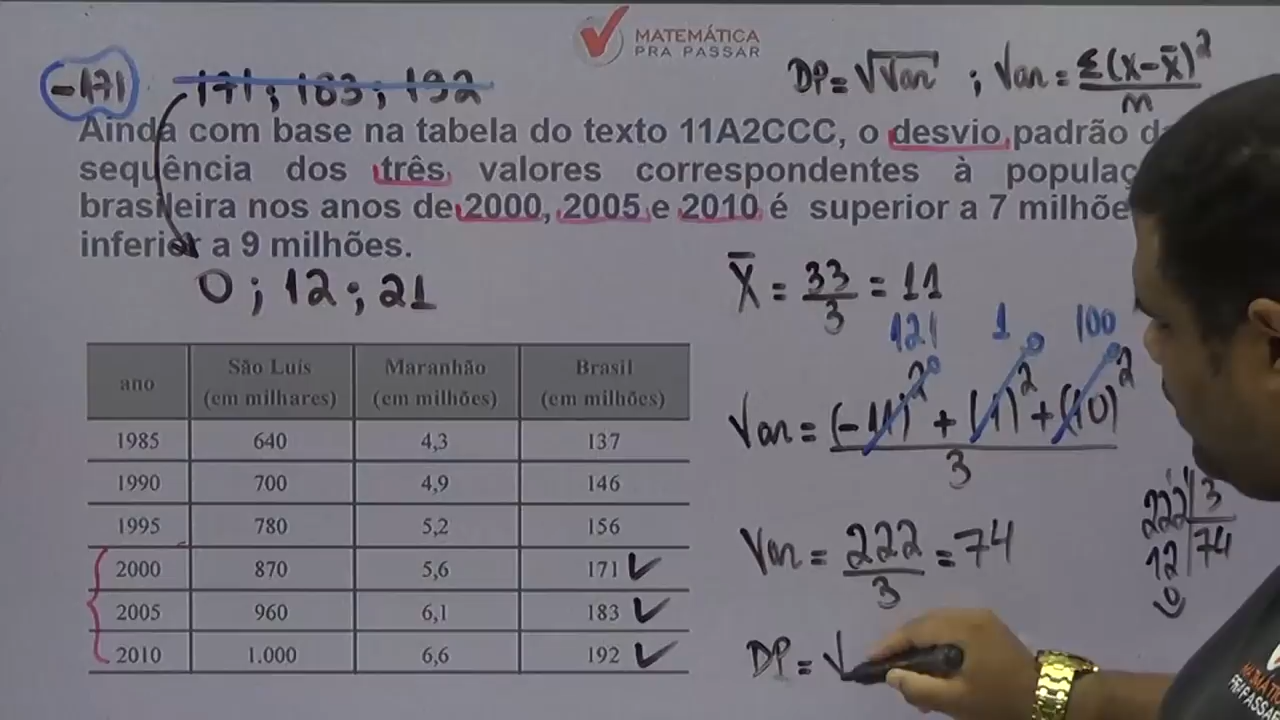 MATEMÁTICA
PRA PASSAR
-171
171 ; 183 ; 192
DP = √Van ; Van = Σ(x-x̄)²/n
Ainda com base na tabela do texto 11A2CCC, o desvio padrão d
sequência dos três valores correspondentes à populaç
brasileira nos anos de 2000, 2005 e 2010 é superior a 7 milhõe
inferior a 9 milhões.
0 ; 12 ; 21
X̄ = 33/3 = 11
121 1 100
Van = (-11)² + (1)² + (10)²/3
Van = 222/3 = 74
222 3
12 74
0
DP = √
ano São Luís (em milhares) Maranhão (em milhões) Brasil (em milhões)
1985 640 4,3 137
1990 700 4,9 146
1995 780 5,2 156
2000 870 5,6 171
2005 960 6,1 183
2010 1.000 6,6 192